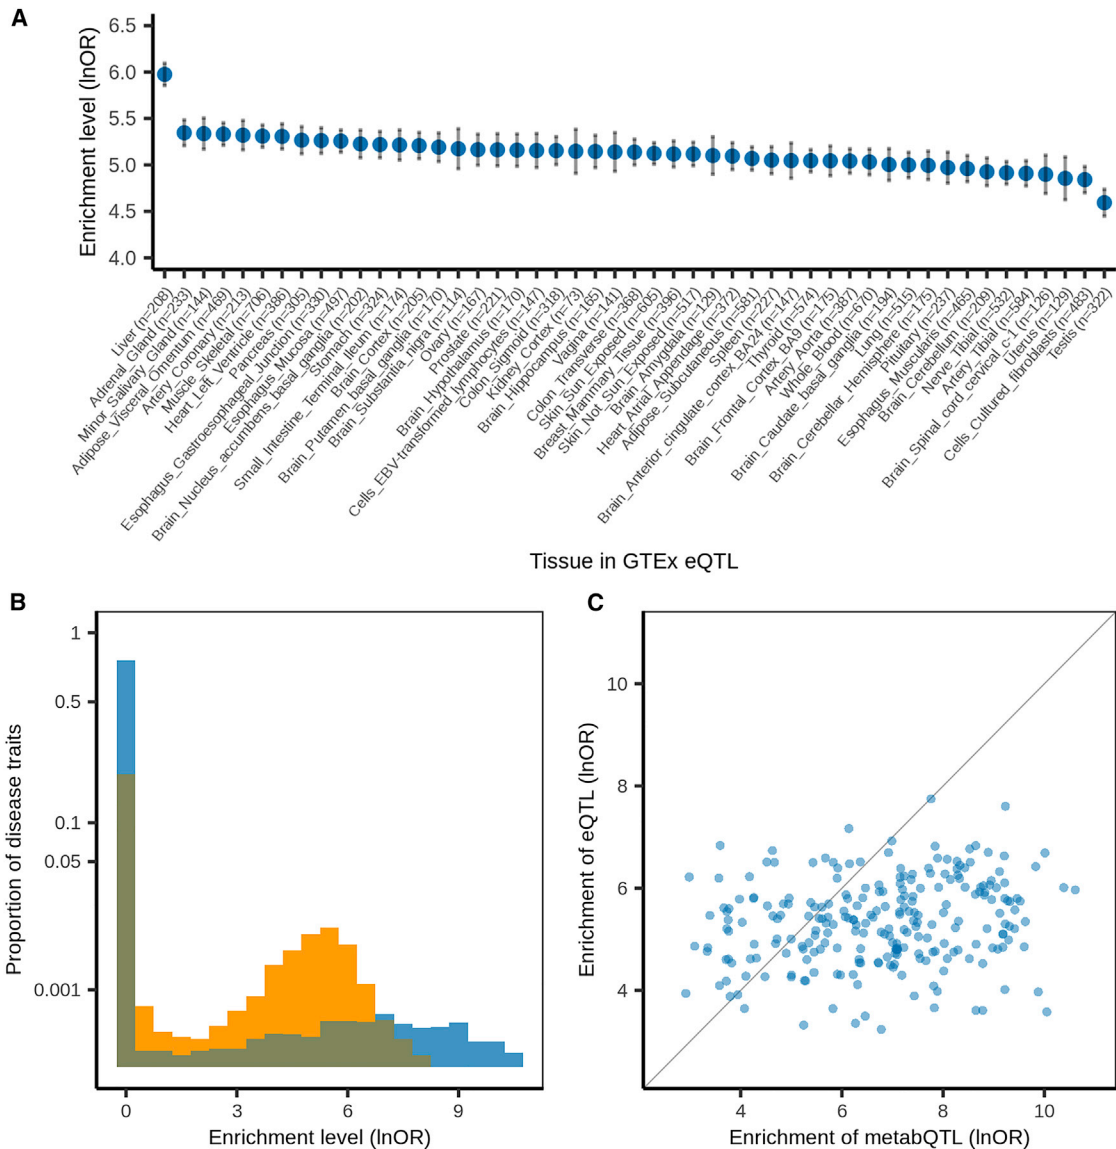 A
Enrichment level (lnOR)
6.5
6.0
5.5
5.0
4.5
4.0
Liver (n=208)
Adrenal_Gland (n=233)
Minor_Salivary_Gland (n=144)
Adipose_Visceral_Omentum (n=469)
Artery_Coronary (n=213)
Muscle_Skeletal (n=706)
Heart_Left_Ventricle (n=386)
Pancreas (n=305)
Esophagus_Gastroesophageal_Junction (n=330)
Esophagus_Mucosa (n=497)
Brain_Nucleus_accumbens_basal_ganglia (n=202)
Stomach (n=324)
Small_Intestine_Terminal_Ileum (n=174)
Brain_Cortex (n=205)
Brain_Putamen_basal_ganglia (n=170)
Brain_Substantia_nigra (n=114)
Ovary (n=167)
Prostate (n=221)
Brain_Hypothalamus (n=170)
Cells_EBV-transformed_lymphocytes (n=147)
Colon_Sigmoid (n=318)
Kidney_Cortex (n=73)
Brain_Hippocampus (n=165)
Vagina (n=141)
Colon_Transverse (n=368)
Skin_Sun_Exposed (n=605)
Breast_Mammary_Tissue (n=396)
Skin_Not_Sun_Exposed (n=517)
Brain_Amygdala (n=129)
Heart_Atrial_Appendage (n=372)
Adipose_Subcutaneous (n=581)
Spleen (n=227)
Brain_Anterior_cingulate_cortex_BA24 (n=147)
Thyroid (n=574)
Brain_Frontal_Cortex_BA9 (n=175)
Artery_Aorta (n=387)
Whole_Blood (n=670)
Brain_Caudate_basal_ganglia (n=194)
Lung (n=515)
Brain_Cerebellar_Hemisphere (n=175)
Pituitary (n=237)
Esophagus_Muscularis (n=465)
Brain_Cerebellum (n=209)
Nerve_Tibial (n=532)
Artery_Tibial (n=584)
Brain_Spinal_cord_cervical_c-1 (n=126)
Uterus (n=129)
Cells_Cultured_fibroblasts (n=483)
Testis (n=322)
Tissue in GTEx eQTL
B
Proportion of disease traits
1
0.5
0.1
0.05
0.001
0 3 6 9
Enrichment level (lnOR)
C
Enrichment of eQTL (lnOR)
10
8
6
4
4 6 8 10
Enrichment of metabQTL (lnOR)